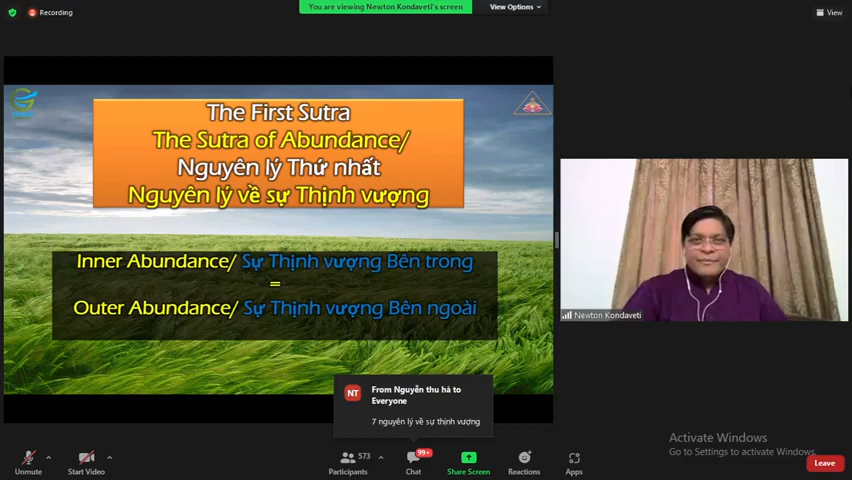 Recording
You are viewing Newton Kondaveti's screen
View Options
View
The First Sutra
The Sutra of Abundance/
Nguyên lý Thứ nhất
Nguyên lý về sự Thịnh vượng
Inner Abundance/ Sự Thịnh vượng Bên trong
=
Outer Abundance/ Sự Thịnh vượng Bên ngoài
Newton Kondaveti
NT
From Nguyễn thu hà to
Everyone
7 nguyên lý về sự thịnh vượng
Activate Windows
Go to Settings to activate Windows.
573
99+
Unmute
Start Video
Participants
Chat
Share Screen
Reactions
Apps
Leave